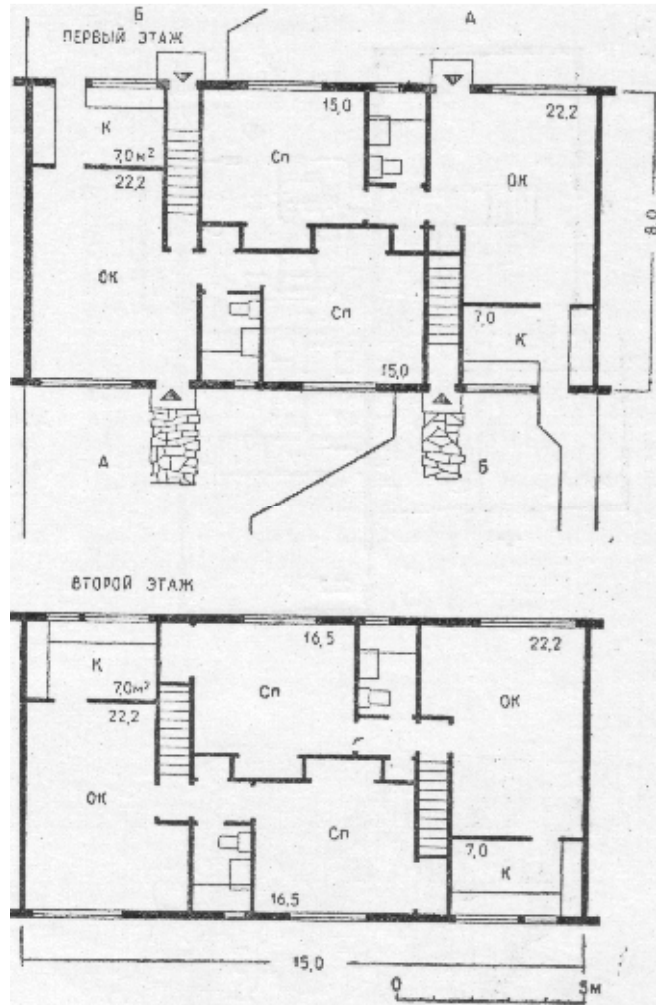 Б
А
ПЕРВЫЙ ЭТАЖ
К
7,0м²
22,2
15,0
Сп
22,2
ОК
8,0
ОК
Сп
15,0
7,0
К
А
Б
ВТОРОЙ ЭТАЖ
К
7,0м²
22,2
16,5
Сп
22,2
ОК
ОК
Сп
16,5
7,0
К
15,0
0
5м